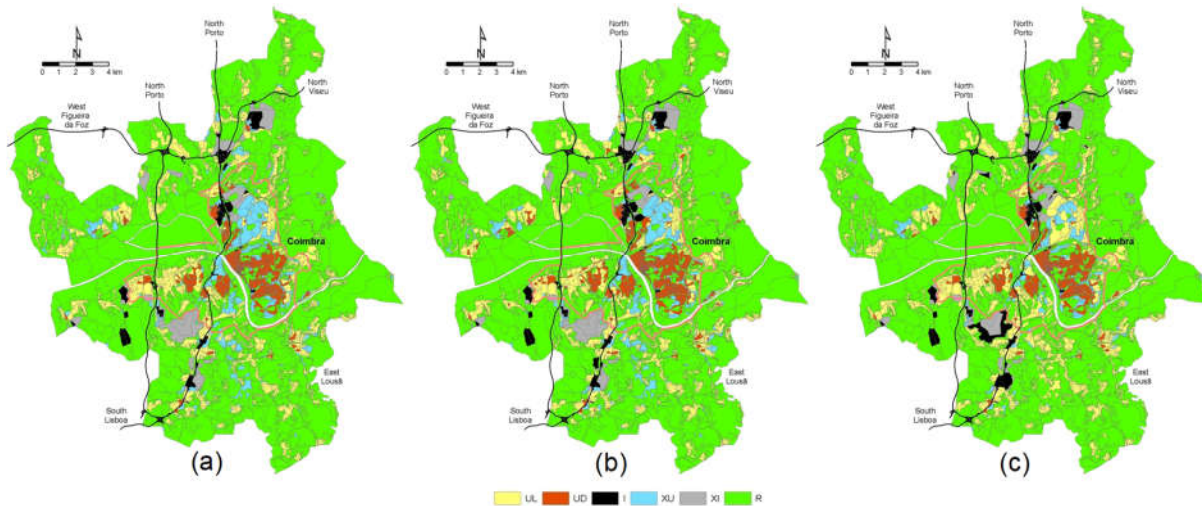 North
Porto
N
0 1 2 3 4 km
North
Porto
North
Viseu
West
Figueira
da Foz
Coimbra
East
Lousã
South
Lisboa
(a)
North
Porto
N
0 1 2 3 4 km
North
Porto
North
Viseu
West
Figueira
da Foz
Coimbra
East
Lousã
South
Lisboa
(b)
North
Porto
N
0 1 2 3 4 km
North
Porto
North
Viseu
West
Figueira
da Foz
Coimbra
East
Lousã
South
Lisboa
(c)
UL UD I XU XI R